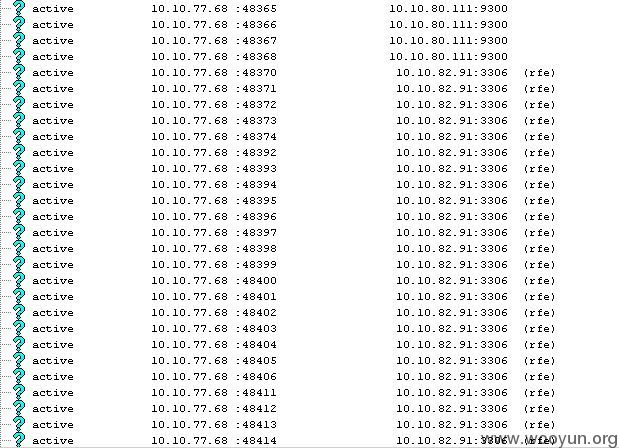 active 10.10.77.68 :48365 10.10.80.111:9300
active 10.10.77.68 :48366 10.10.80.111:9300
active 10.10.77.68 :48367 10.10.80.111:9300
active 10.10.77.68 :48368 10.10.80.111:9300
active 10.10.77.68 :48370 10.10.82.91:3306 (rfe)
active 10.10.77.68 :48371 10.10.82.91:3306 (rfe)
active 10.10.77.68 :48372 10.10.82.91:3306 (rfe)
active 10.10.77.68 :48373 10.10.82.91:3306 (rfe)
active 10.10.77.68 :48374 10.10.82.91:3306 (rfe)
active 10.10.77.68 :48392 10.10.82.91:3306 (rfe)
active 10.10.77.68 :48393 10.10.82.91:3306 (rfe)
active 10.10.77.68 :48394 10.10.82.91:3306 (rfe)
active 10.10.77.68 :48395 10.10.82.91:3306 (rfe)
active 10.10.77.68 :48396 10.10.82.91:3306 (rfe)
active 10.10.77.68 :48397 10.10.82.91:3306 (rfe)
active 10.10.77.68 :48398 10.10.82.91:3306 (rfe)
active 10.10.77.68 :48399 10.10.82.91:3306 (rfe)
active 10.10.77.68 :48400 10.10.82.91:3306 (rfe)
active 10.10.77.68 :48401 10.10.82.91:3306 (rfe)
active 10.10.77.68 :48402 10.10.82.91:3306 (rfe)
active 10.10.77.68 :48403 10.10.82.91:3306 (rfe)
active 10.10.77.68 :48404 10.10.82.91:3306 (rfe)
active 10.10.77.68 :48405 10.10.82.91:3306 (rfe)
active 10.10.77.68 :48406 10.10.82.91:3306 (rfe)
active 10.10.77.68 :48411 10.10.82.91:3306 (rfe)
active 10.10.77.68 :48412 10.10.82.91:3306 (rfe)
active 10.10.77.68 :48413 10.10.82.91:3306 (rfe)
active 10.10.77.68 :48414 10.10.82.91:3306 (rfe)
www.wooyun.org